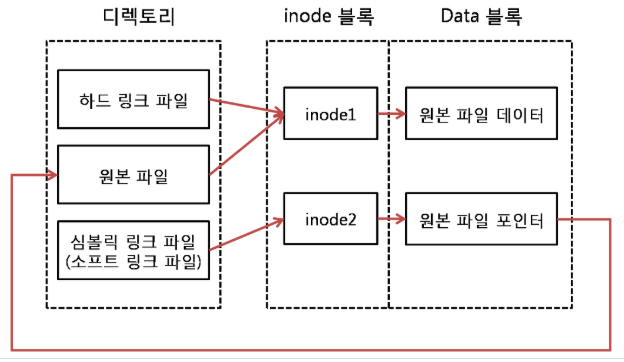 디렉토리
inode 블록
Data 블록
하드 링크 파일
inode1
원본 파일 데이터
원본 파일
심볼릭 링크 파일
(소프트 링크 파일)
inode2
원본 파일 포인터